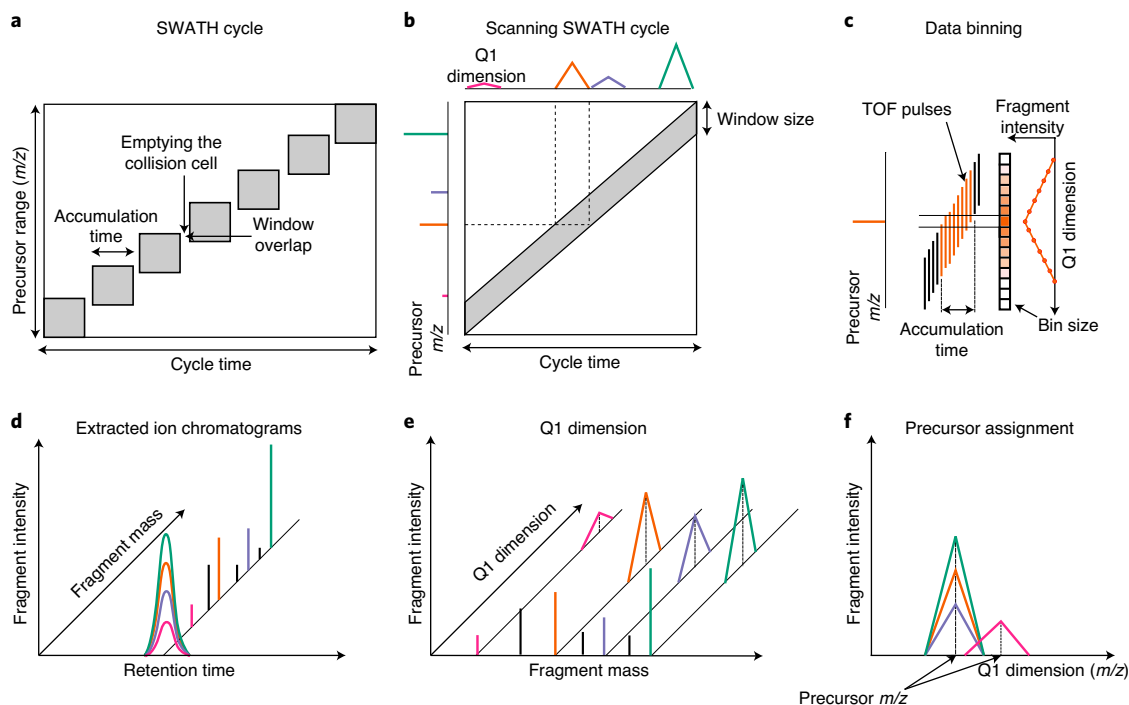 a
SWATH cycle
Precursor range (m/z)
Emptying the
collision cell
Accumulation
time
Window
overlap
Cycle time
b
Scanning SWATH cycle
Q1
dimension
Window size
Precursor
m/z
Cycle time
c
Data binning
TOF pulses
Fragment
intensity
Q1 dimension
Precursor
m/z
Accumulation
time
Bin size
d
Extracted ion chromatograms
Fragment intensity
Fragment mass
Retention time
e
Q1 dimension
Fragment intensity
Q1 dimension
Fragment mass
f
Precursor assignment
Fragment intensity
Q1 dimension (m/z)
Precursor m/z